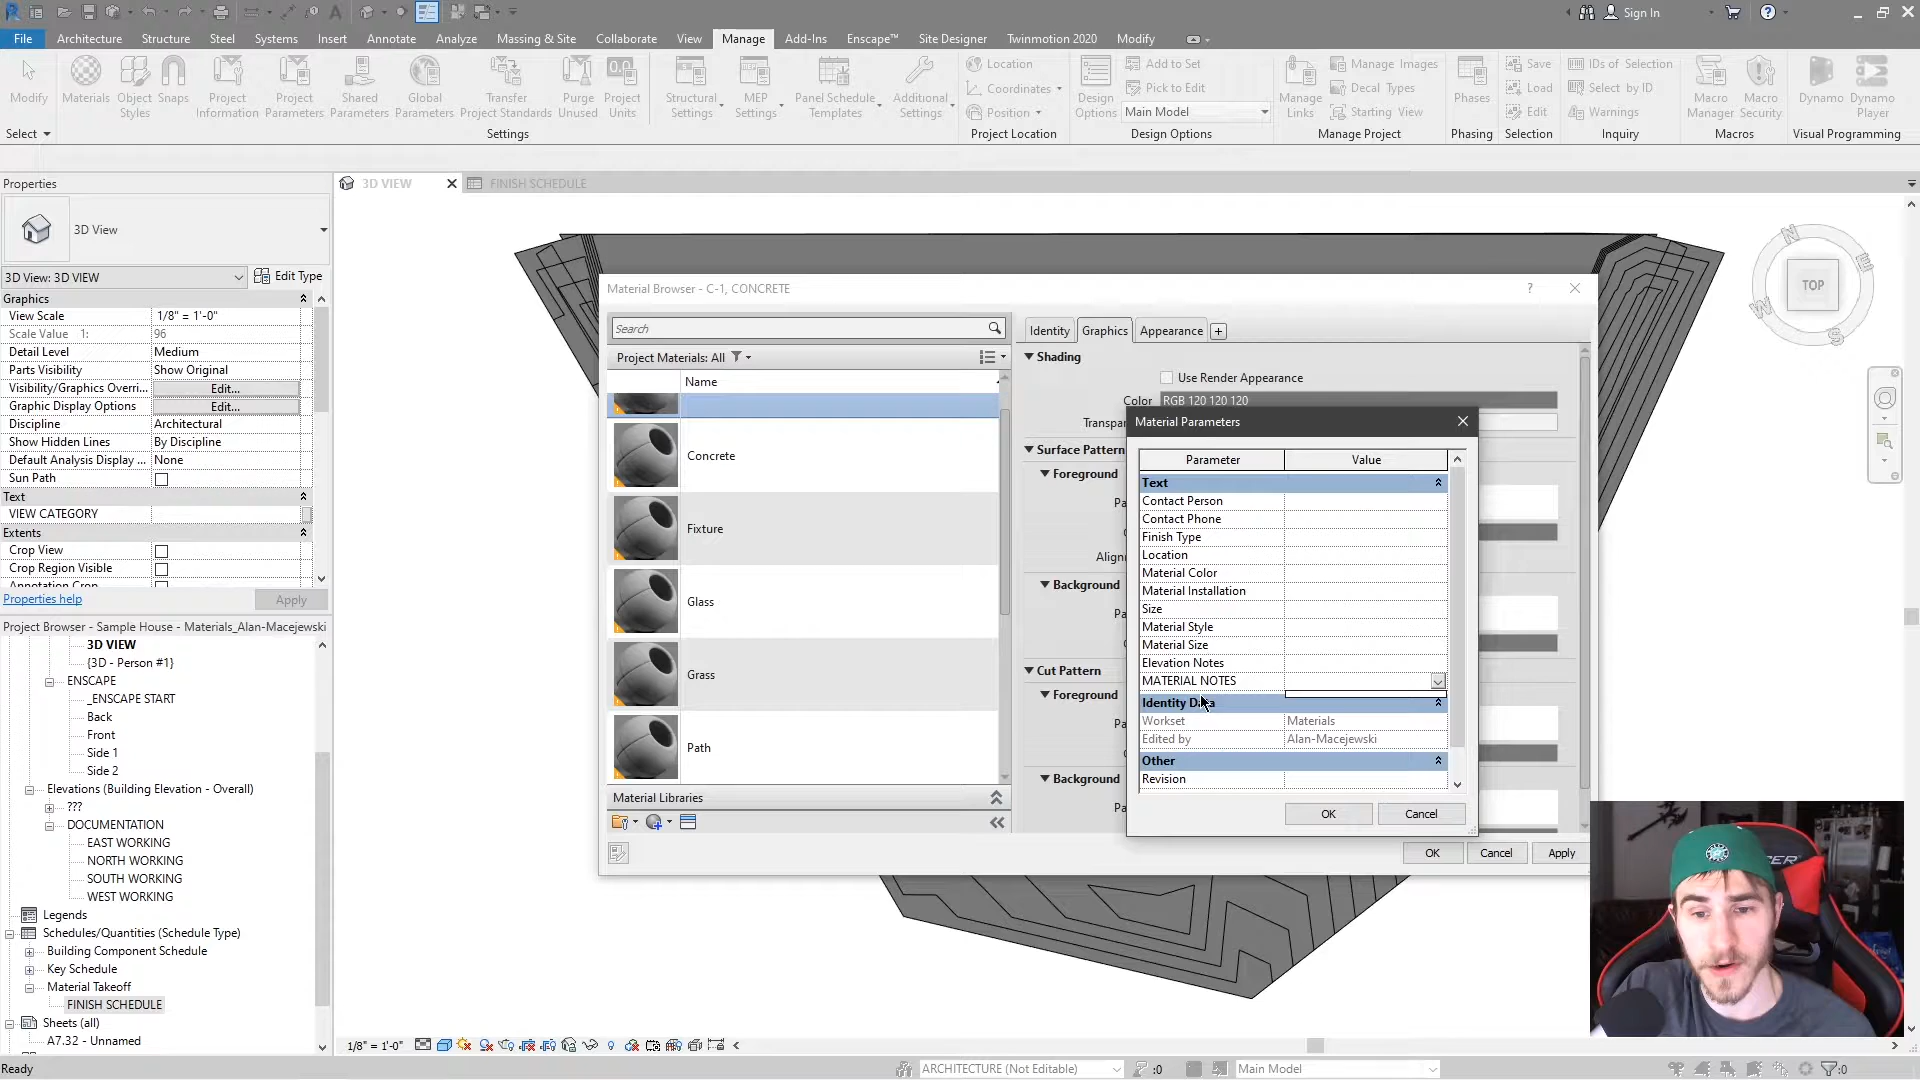 Sign In
File Architecture Structure Steel Systems Insert Annotate Analyze Massing & Site Collaborate View Manage Add-Ins Enscape™ Site Designer Twinmotion 2020 Modify
Modify Materials Object Styles Snaps Project Information Project Parameters Shared Parameters Global Parameters Transfer Project Standards Purge Unused Project Units Structural Settings MEP Settings Panel Schedule Templates Additional Settings
Location
Coordinates
Position
Design Options
Add to Set
Pick to Edit
Main Model
Manage Links
Manage Images
Decal Types
Starting View
Phases
Save
Load
Edit
IDs of Selection
Select by ID
Warnings
Macro Manager Macro Security Dynamo Dynamo Player
Select Settings Project Location Design Options Manage Project Phasing Selection Inquiry Macros Visual Programming
Properties
3D View
3D View: 3D VIEW Edit Type
Graphics
View Scale 1/8" = 1'-0"
Scale Value 1: 96
Detail Level Medium
Parts Visibility Show Original
Visibility/Graphics Overri... Edit...
Graphic Display Options Edit...
Discipline Architectural
Show Hidden Lines By Discipline
Default Analysis Display ... None
Sun Path
Text
VIEW CATEGORY
Extents
Crop View
Crop Region Visible
Annotation Crop
Properties help Apply
Project Browser - Sample House - Materials_Alan-Macejewski
3D VIEW
{3D - Person #1}
ENSCAPE
_ENSCAPE START
Back
Front
Side 1
Side 2
Elevations (Building Elevation - Overall)
???
DOCUMENTATION
EAST WORKING
NORTH WORKING
SOUTH WORKING
WEST WORKING
Legends
Schedules/Quantities (Schedule Type)
Building Component Schedule
Key Schedule
Material Takeoff
FINISH SCHEDULE
Sheets (all)
A7.32 - Unnamed
3D VIEW FINISH SCHEDULE
N
E
W
S
TOP
Material Browser - C-1, CONCRETE ?
Search
Project Materials: All
Name
Concrete
Fixture
Glass
Grass
Path
Material Libraries
Identity Graphics Appearance +
Shading
Use Render Appearance
Color RGB 120 120 120
Transpar
Surface Pattern
Foreground
Pa
Alignm
Background
Pa
Cut Pattern
Foreground
Pa
Background
Pa
OK Cancel Apply
Material Parameters
Parameter Value
Text
Contact Person
Contact Phone
Finish Type
Location
Material Color
Material Installation
Size
Material Style
Material Size
Elevation Notes
MATERIAL NOTES
Identity Data
Workset Materials
Edited by Alan-Macejewski
Other
Revision
OK Cancel
1/8" = 1'-0"
Ready ARCHITECTURE (Not Editable) :0 Main Model :0